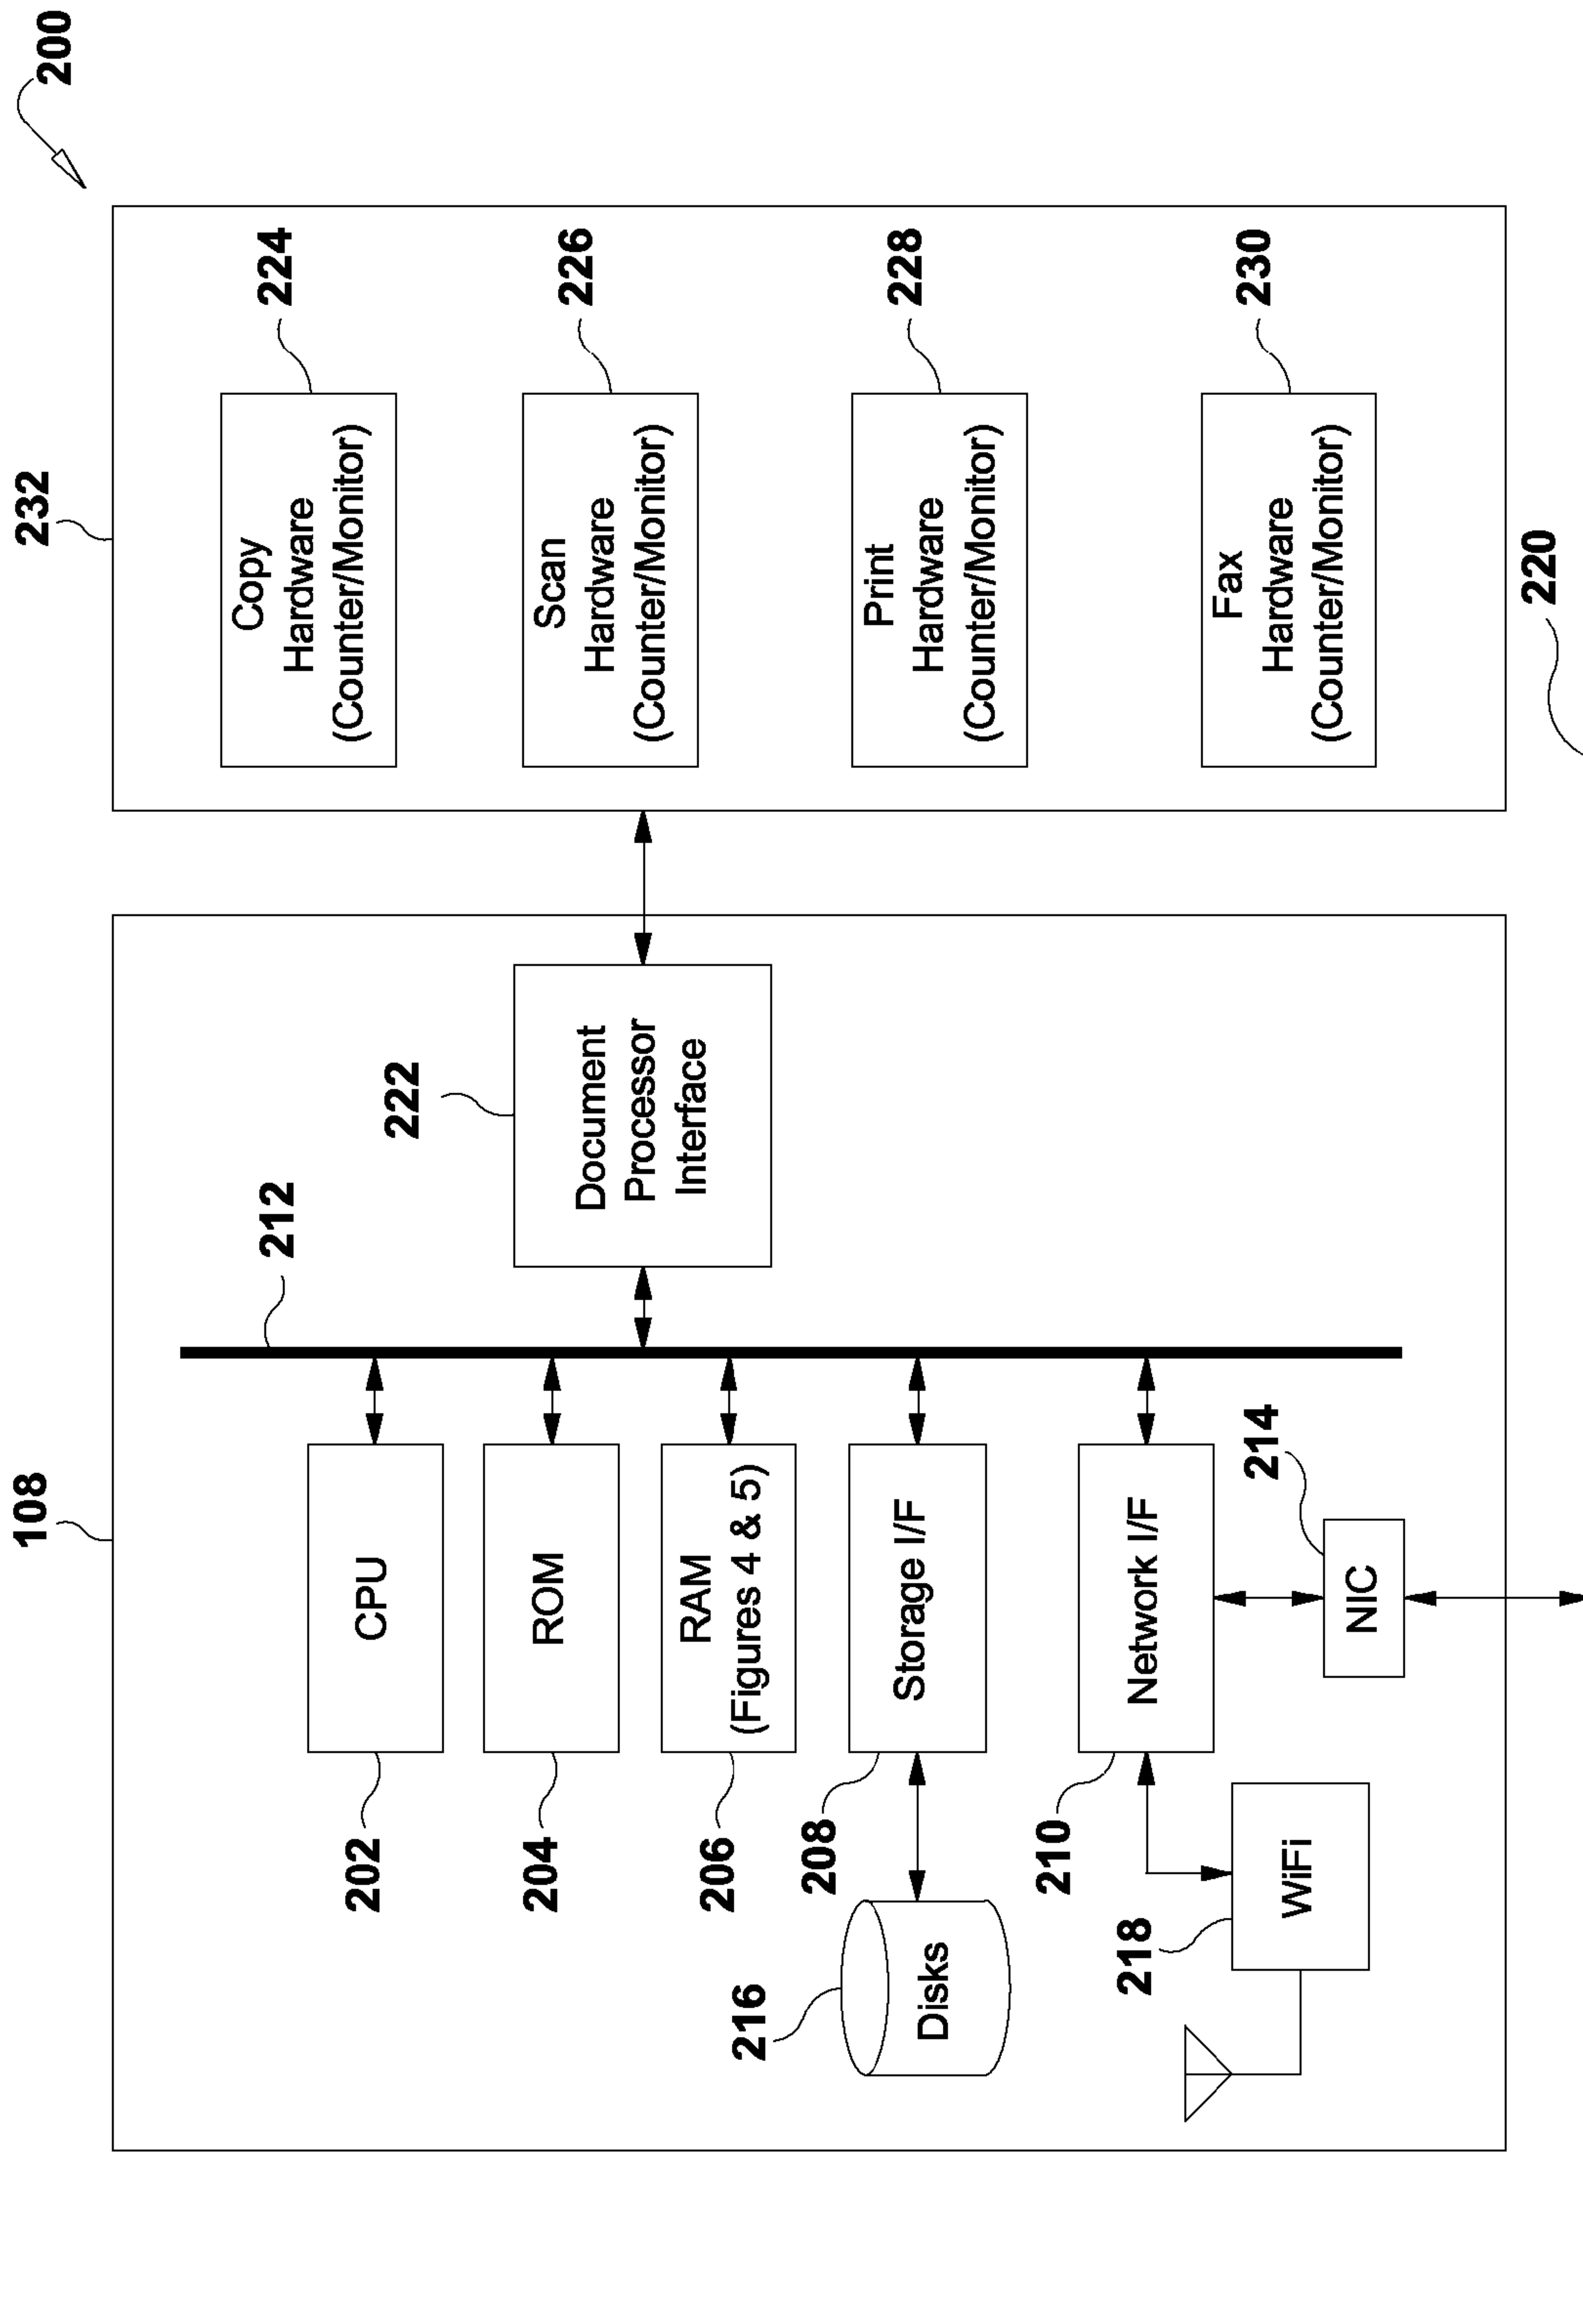 200
108
232
212
222
CPU
202
ROM
204
RAM
(Figures 4 & 5)
206
Storage I/F
208
216
Disks
Network I/F
210
214
NIC
218
WiFi
Document
Processor
Interface
Copy
Hardware
(Counter/Monitor)
224
Scan
Hardware
(Counter/Monitor)
226
Print
Hardware
(Counter/Monitor)
228
Fax
Hardware
(Counter/Monitor)
230
220